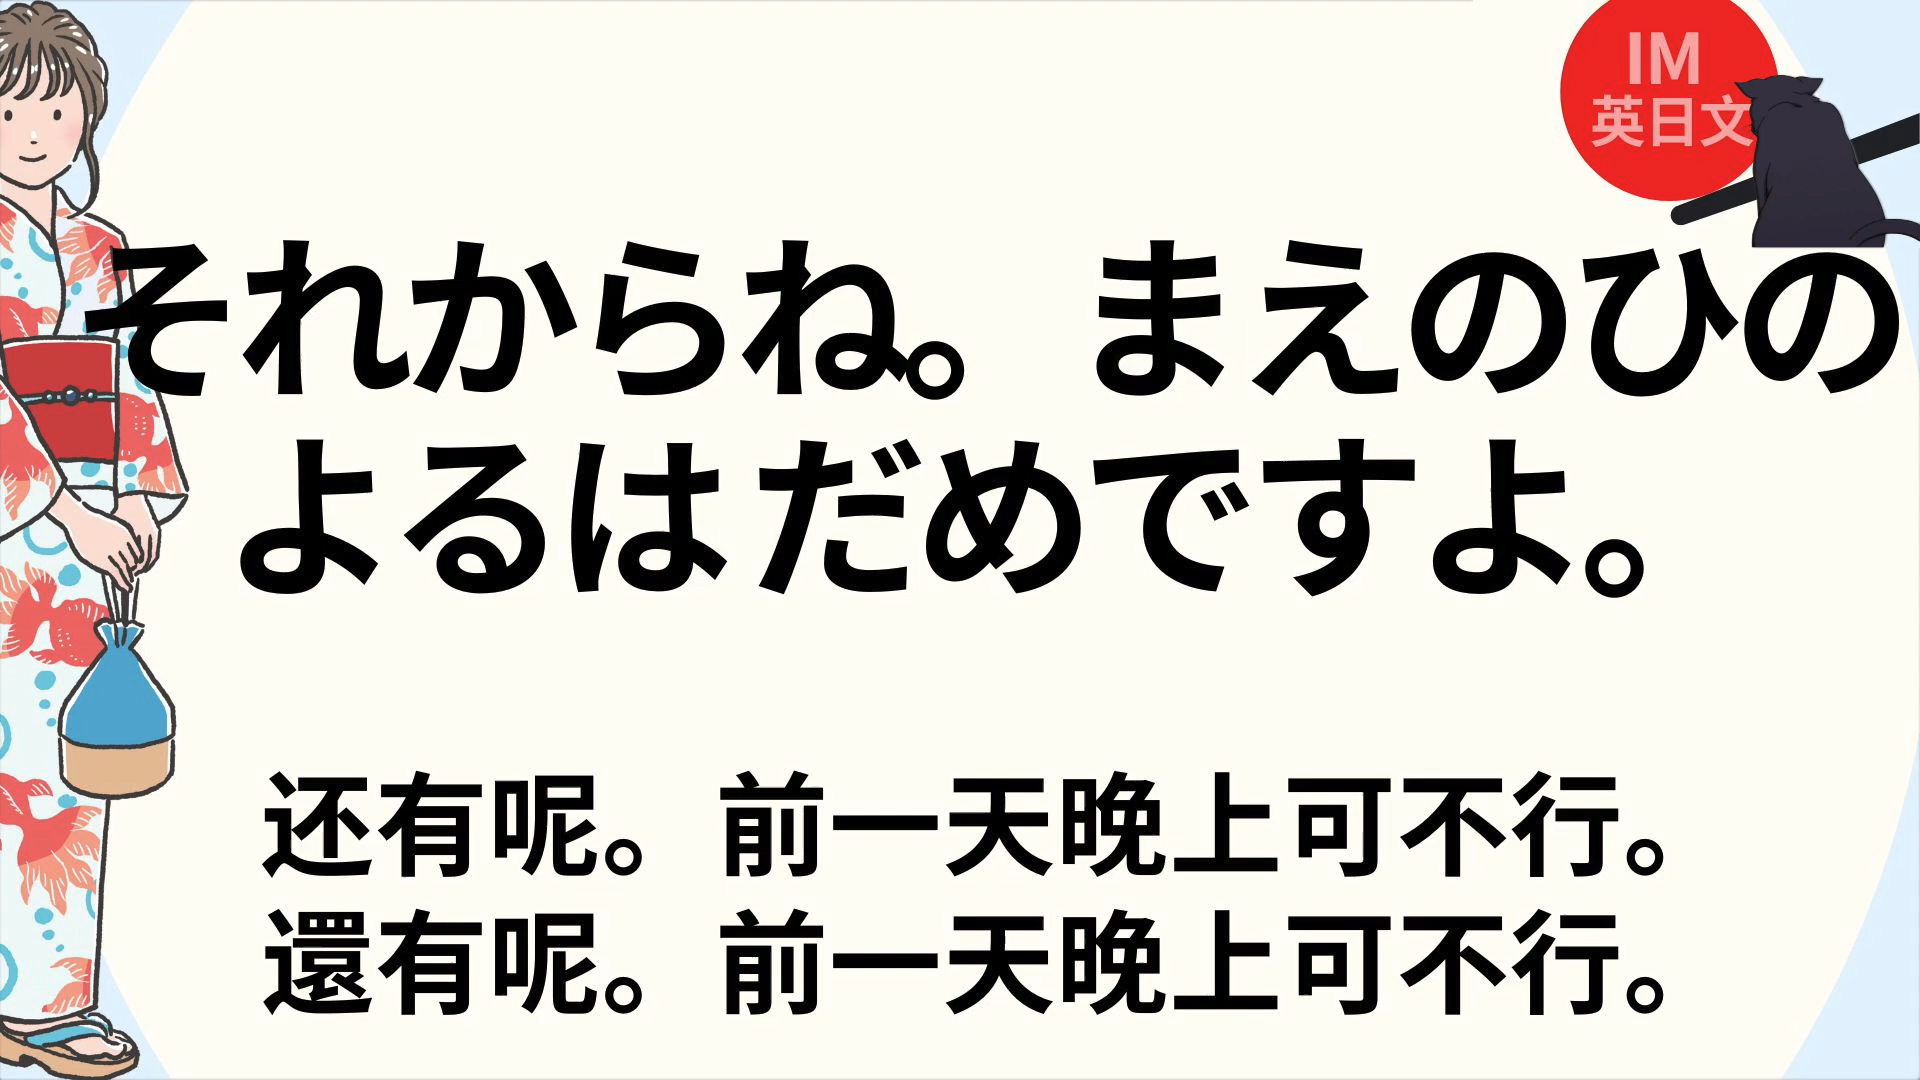 IM
英日文
それからね。 まえのひの
よるはだめですよ。
还有呢。前一天晚上可不行。
還有呢。前一天晚上可不行。